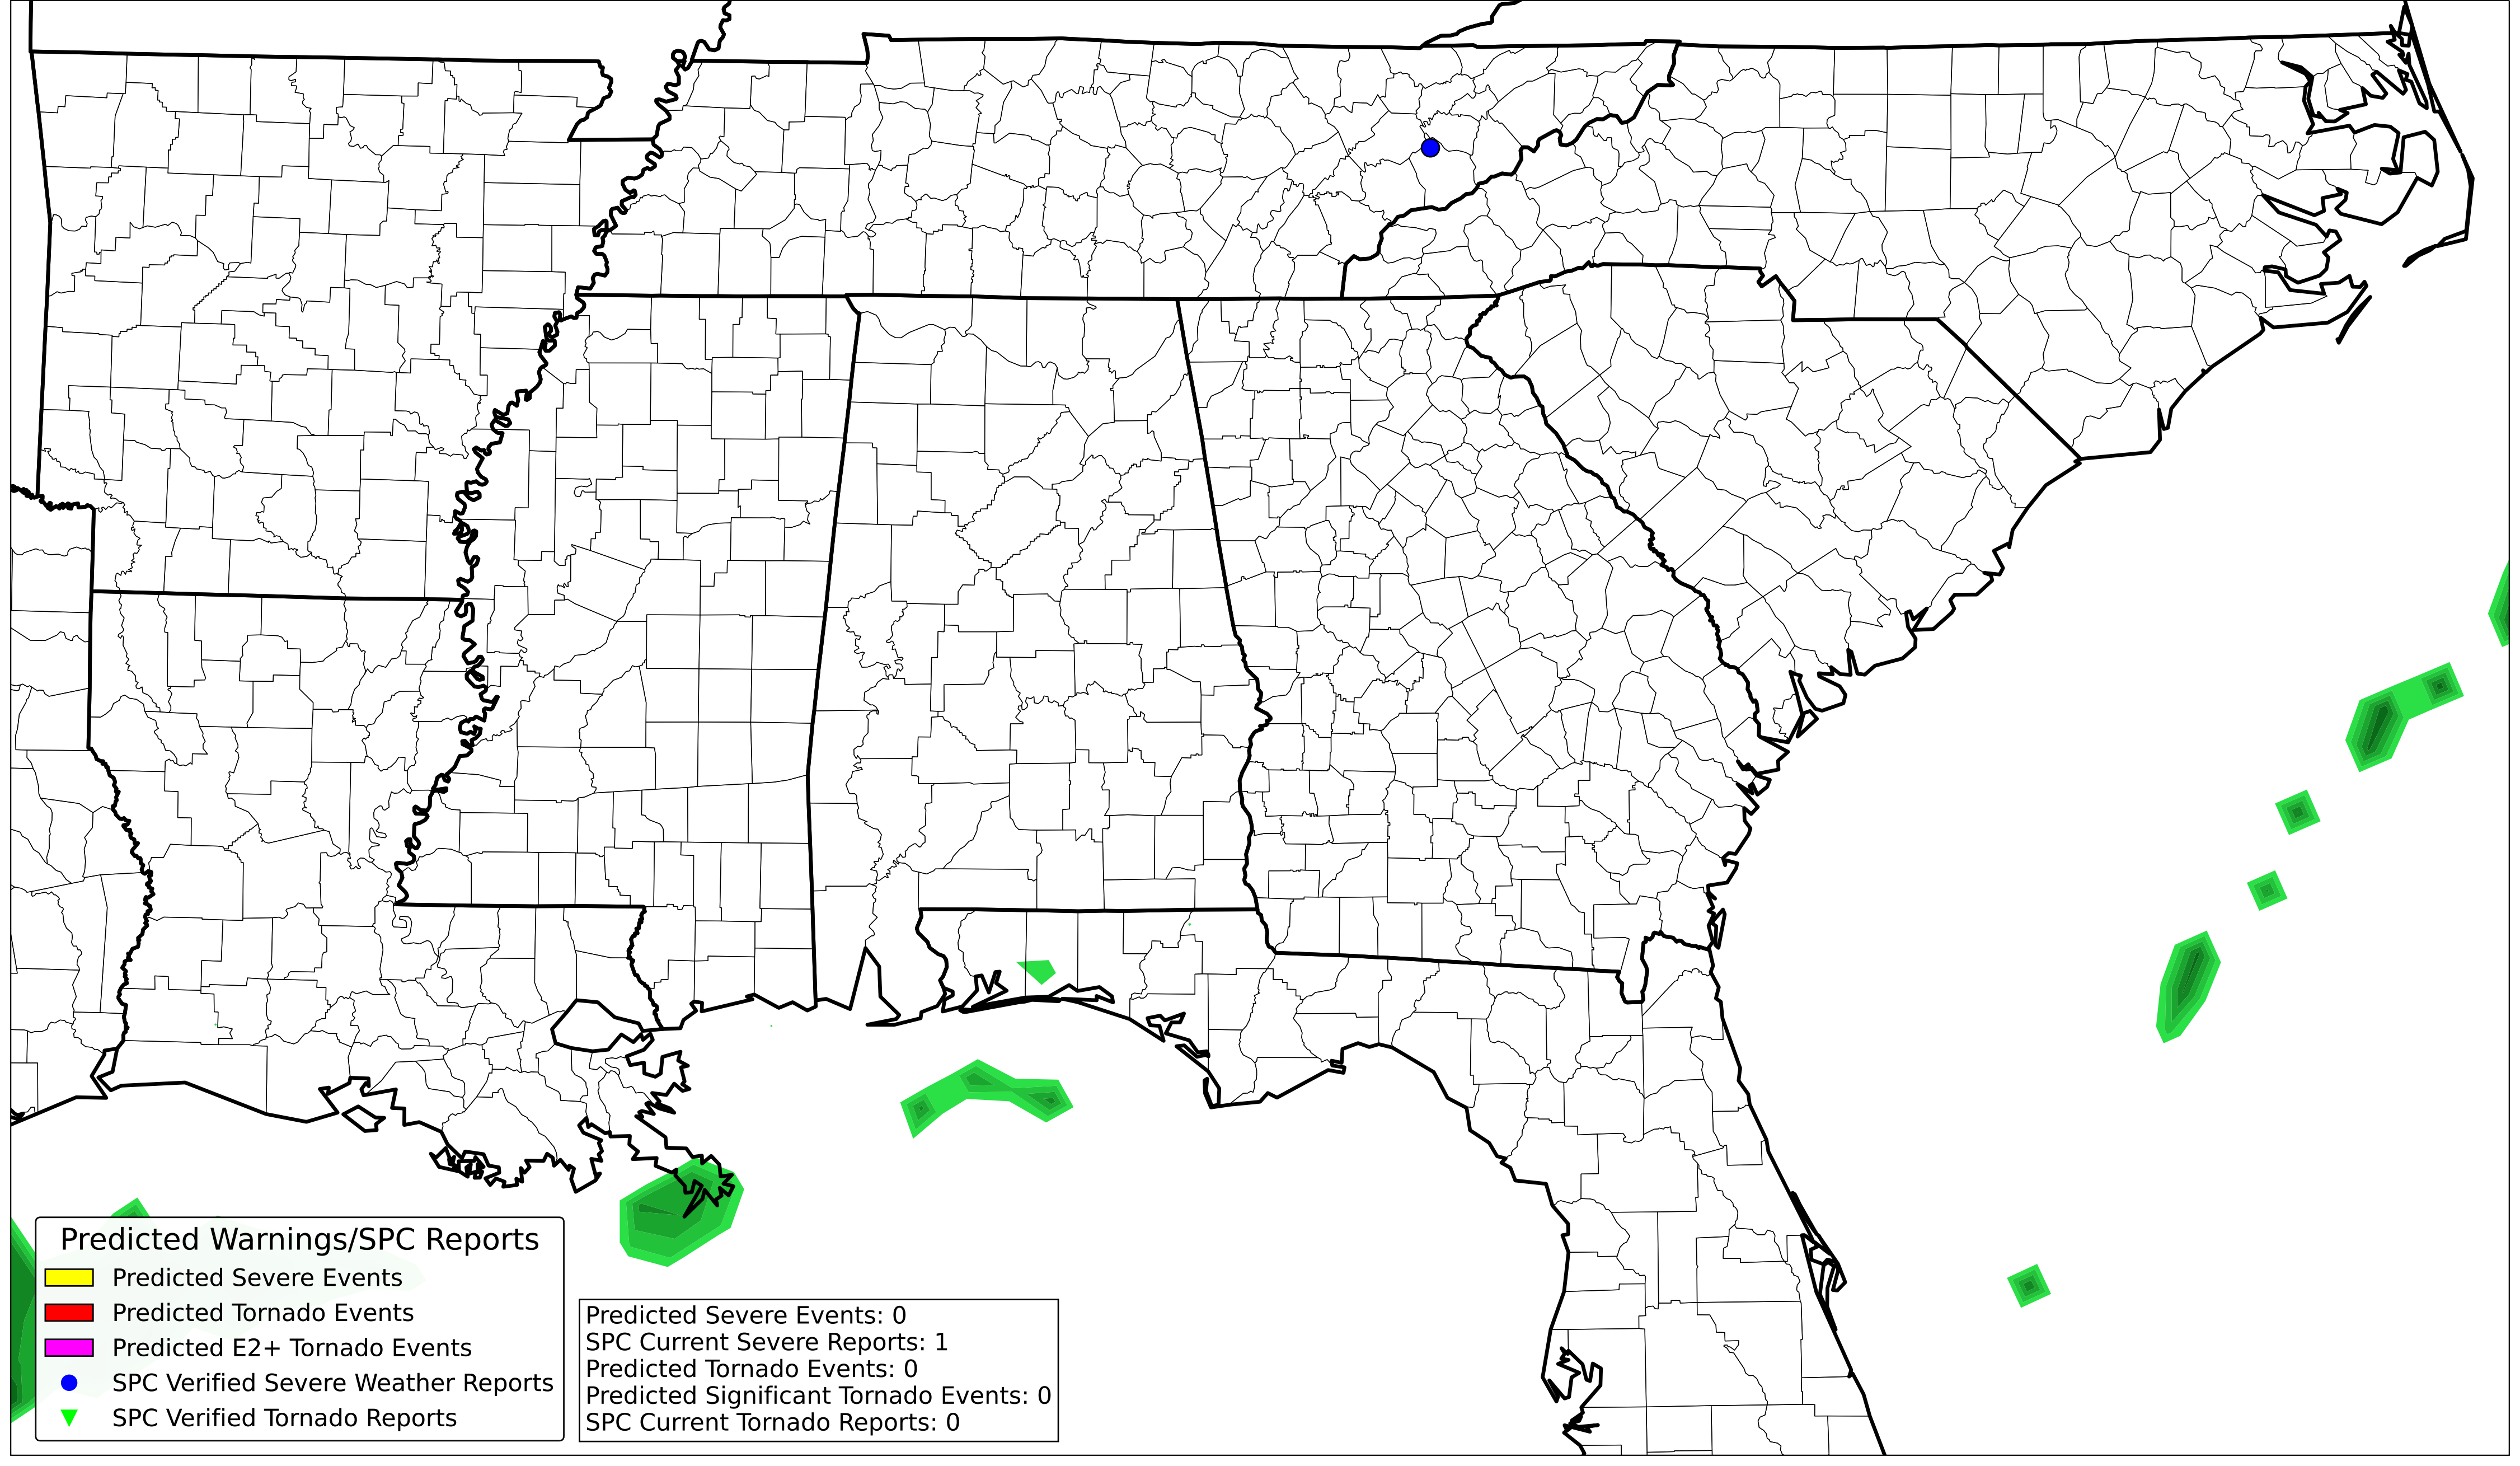 Predicted Warnings/SPC Reports
Predicted Severe Events
Predicted Tornado Events
Predicted E2+ Tornado Events
SPC Verified Severe Weather Reports
SPC Verified Tornado Reports
Predicted Severe Events: 0
SPC Current Severe Reports: 1
Predicted Tornado Events: 0
Predicted Significant Tornado Events: 0
SPC Current Tornado Reports: 0